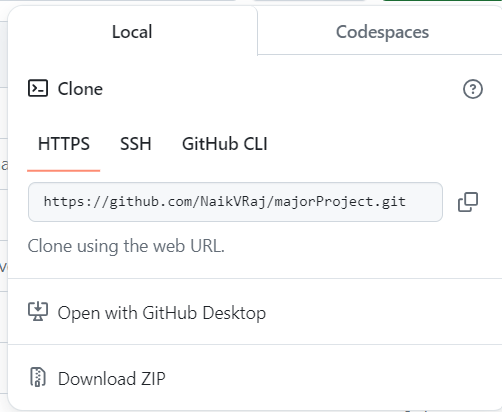 Local
Codespaces
Clone
HTTPS
SSH
GitHub CLI
https://github.com/NaikVRaj/majorProject.git
Clone using the web URL.
Open with GitHub Desktop
Download ZIP